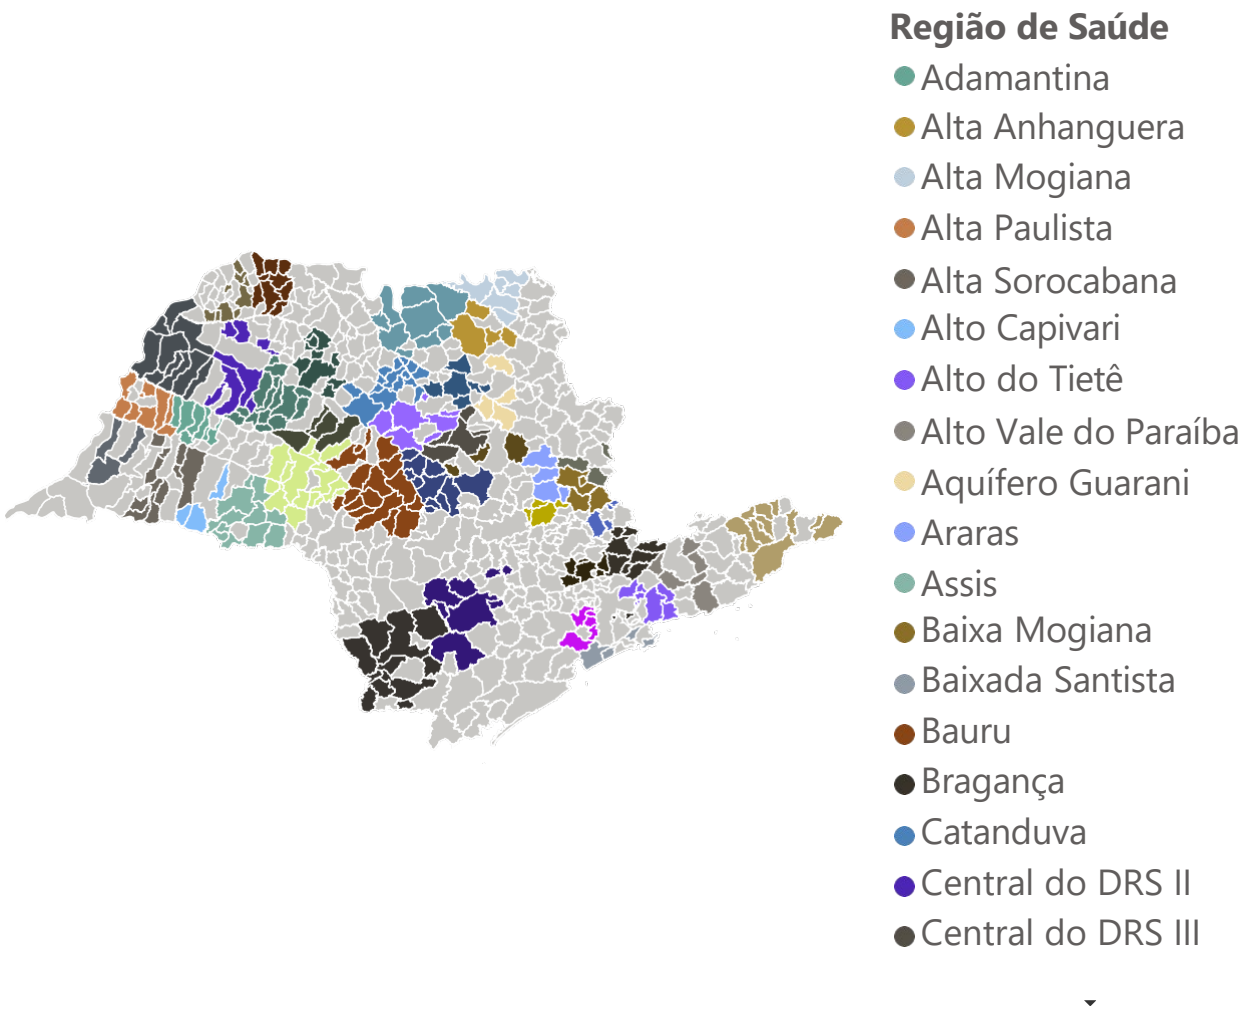 Região de Saúde
Adamantina
Alta Anhanguera
Alta Mogiana
Alta Paulista
Alta Sorocabana
Alto Capivari
Alto do Tietê
Alto Vale do Paraíba
Aquífero Guarani
Araras
Assis
Baixa Mogiana
Baixada Santista
Bauru
Bragança
Catanduva
Central do DRS II
Central do DRS III